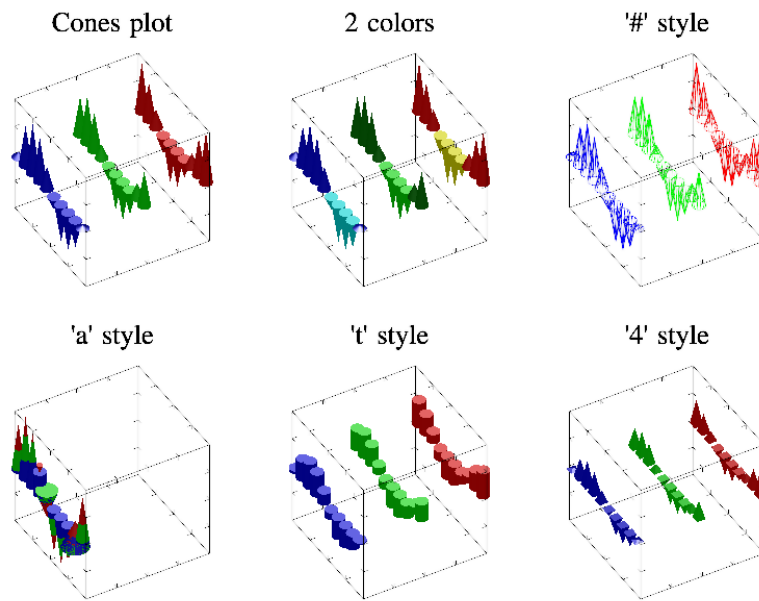 Cones plot
2 colors
'#' style
'a' style
't' style
'4' style